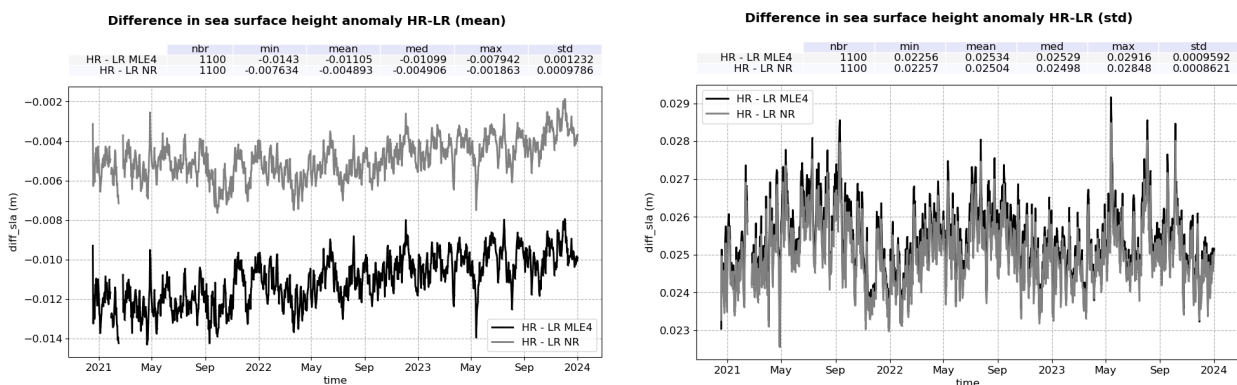 Difference in sea surface height anomaly HR-LR (mean)
nbr min mean med max std
HR - LR MLE4 1100 -0.0143 -0.01105 -0.01099 -0.007942 0.001232
HR - LR NR 1100 -0.007634 -0.004893 -0.004906 -0.001863 0.0009786
−0.002
−0.004
−0.006
−0.008
−0.010
−0.012
−0.014
diff_sla (m)
HR - LR MLE4
HR - LR NR
2021 May Sep 2022 May Sep 2023 May Sep 2024
time
Difference in sea surface height anomaly HR-LR (std)
nbr min mean med max std
HR - LR MLE4 1100 0.02256 0.02534 0.02529 0.02916 0.0009592
HR - LR NR 1100 0.02257 0.02504 0.02498 0.02848 0.0008621
HR - LR MLE4
HR - LR NR
0.029
0.028
0.027
0.026
0.025
0.024
0.023
diff_sla (m)
2021 May Sep 2022 May Sep 2023 May Sep 2024
time